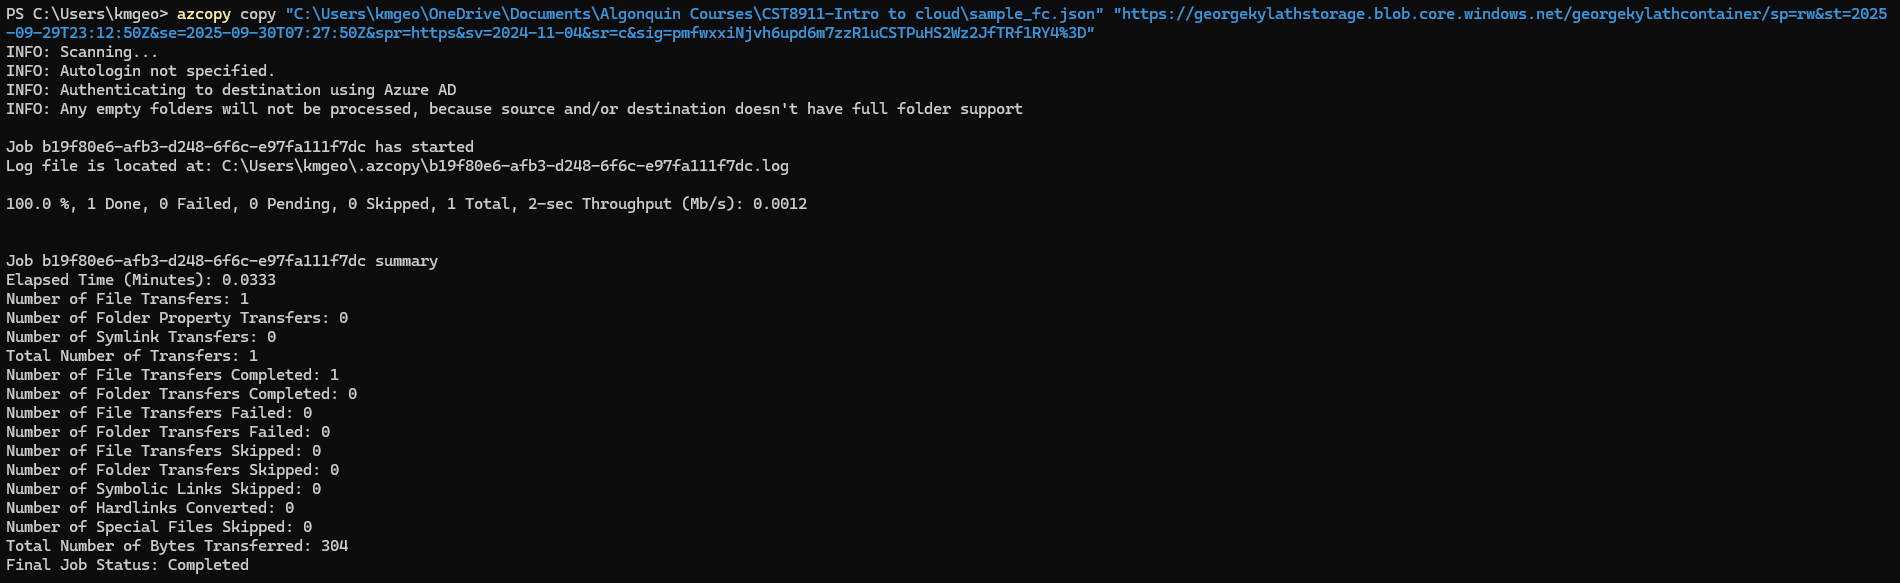 PS C:\Users\kmgeo> azcopy copy "C:\Users\kmgeo\OneDrive\Documents\Algonquin Courses\CST8911-Intro to cloud\sample_fc.json" "https://georgekylathstorage.blob.core.windows.net/georgekylathcontainer/sp=rw&st=2025
-09-29T23:12:50Z&se=2025-09-30T07:27:50Z&spr=https&sv=2024-11-04&sr=c&sig=pmfwxxiNjvh6upd6m7zzR1uCSTPuHS2Wz2JfTRf1RY4%3D"
INFO: Scanning...
INFO: Autologin not specified.
INFO: Authenticating to destination using Azure AD
INFO: Any empty folders will not be processed, because source and/or destination doesn't have full folder support
Job b19f80e6-afb3-d248-6f6c-e97fa111f7dc has started
Log file is located at: C:\Users\kmgeo\.azcopy\b19f80e6-afb3-d248-6f6c-e97fa111f7dc.log
100.0 %, 1 Done, 0 Failed, 0 Pending, 0 Skipped, 1 Total, 2-sec Throughput (Mb/s): 0.0012
Job b19f80e6-afb3-d248-6f6c-e97fa111f7dc summary
Elapsed Time (Minutes): 0.0333
Number of File Transfers: 1
Number of Folder Property Transfers: 0
Number of Symlink Transfers: 0
Total Number of Transfers: 1
Number of File Transfers Completed: 1
Number of Folder Transfers Completed: 0
Number of File Transfers Failed: 0
Number of Folder Transfers Failed: 0
Number of File Transfers Skipped: 0
Number of Folder Transfers Skipped: 0
Number of Symbolic Links Skipped: 0
Number of Hardlinks Converted: 0
Number of Special Files Skipped: 0
Total Number of Bytes Transferred: 304
Final Job Status: Completed